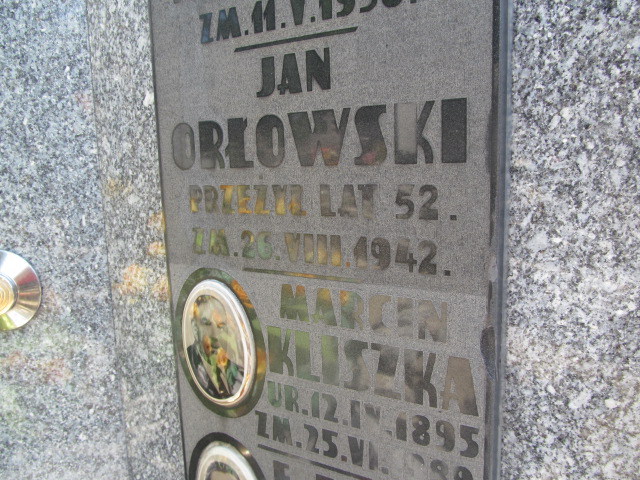 ZM.11.V.
JAN
ORŁOWSKI
PRZEŻYŁ LAT 52.
ZM.26.VIII.1942.
MARCIN
KLISZKA
UR.12.IV.1895
ZM.25.VI.